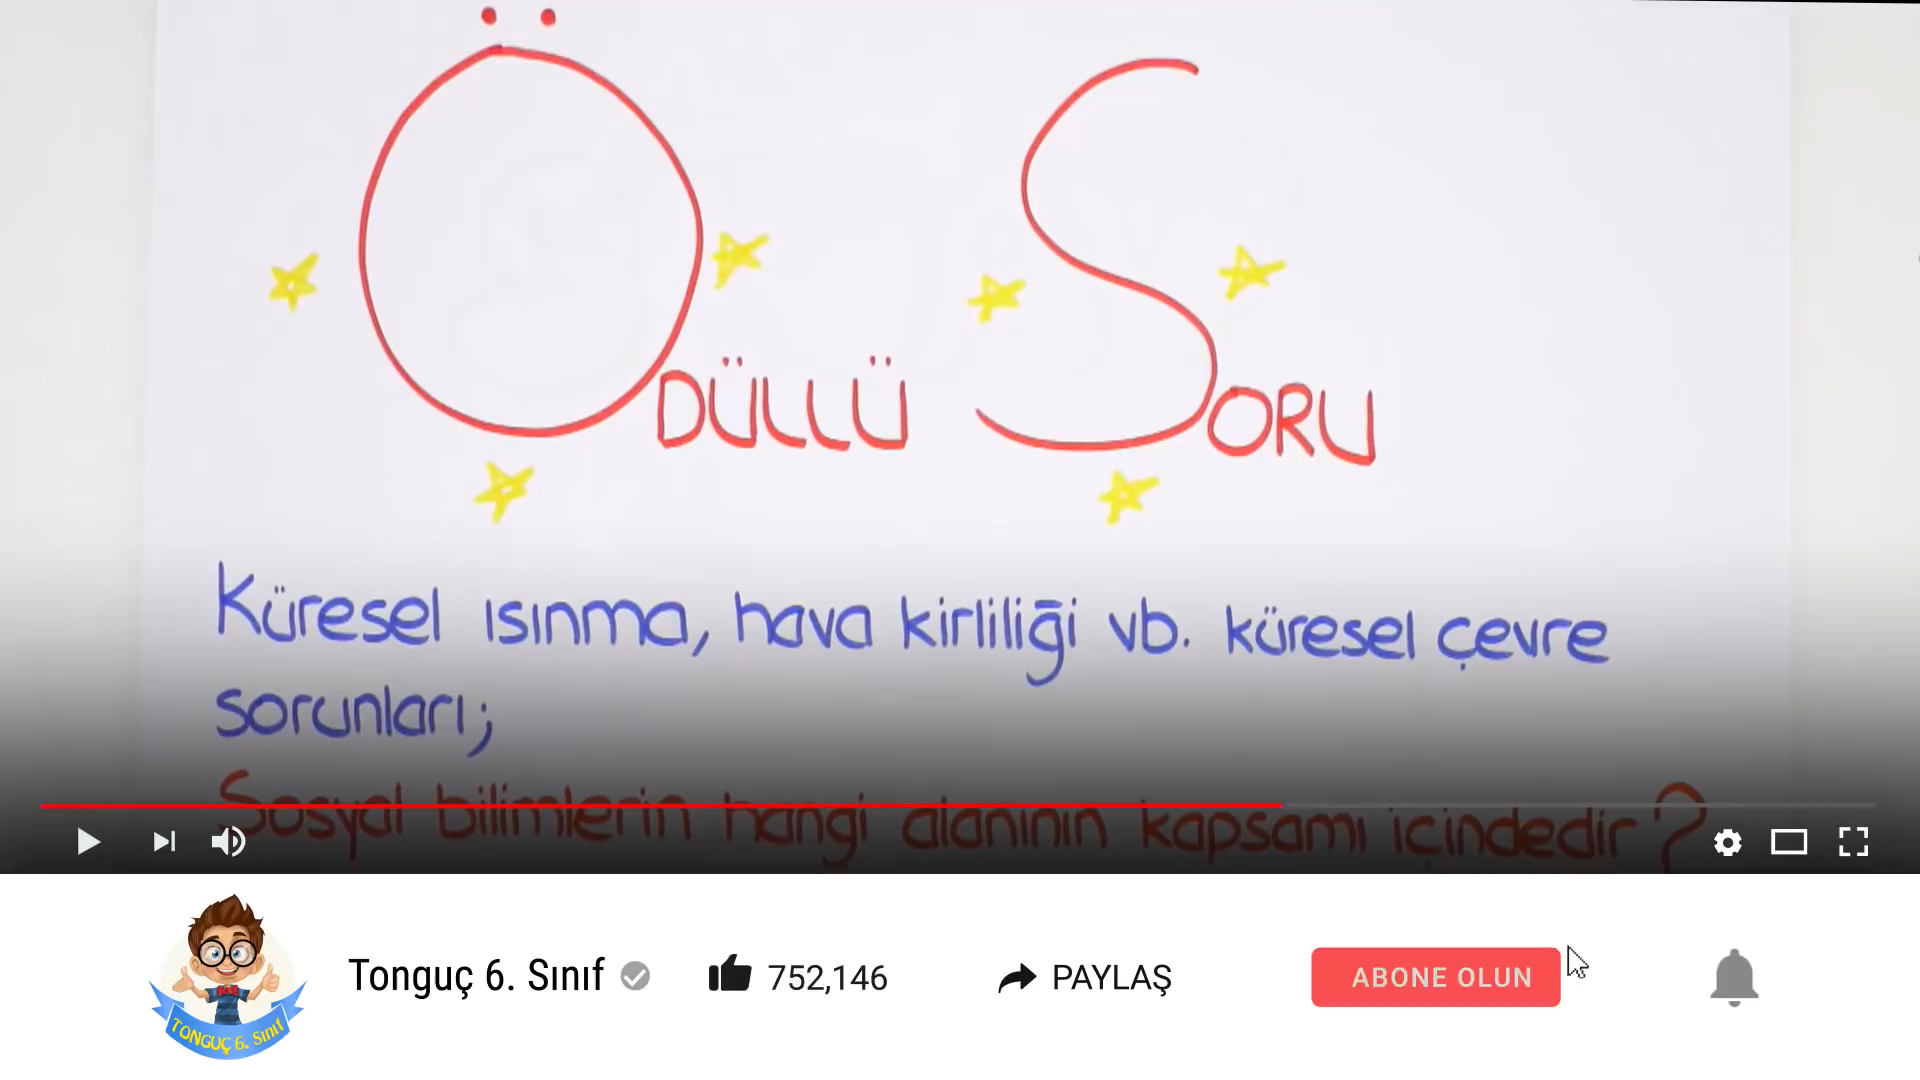 ÖDÜLLÜ SORU
Küresel ısınma, hava kirliliği vb. küresel çevre
sorunları;
Sosyal bilimlerin hangi alanının kapsamı içindedir?
Tonguç 6. Sınıf
752,146
PAYLAŞ
ABONE OLUN
TONGUÇ 6. Sınıf